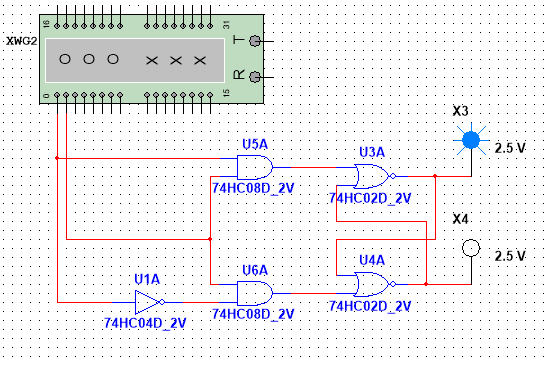 16 31
XWG2
O O O X X X
T
R
0 15
X3
2.5 V
U5A
74HC08D_2V
U3A
74HC02D_2V
X4
2.5 V
U1A
74HC04D_2V
U6A
74HC08D_2V
U4A
74HC02D_2V